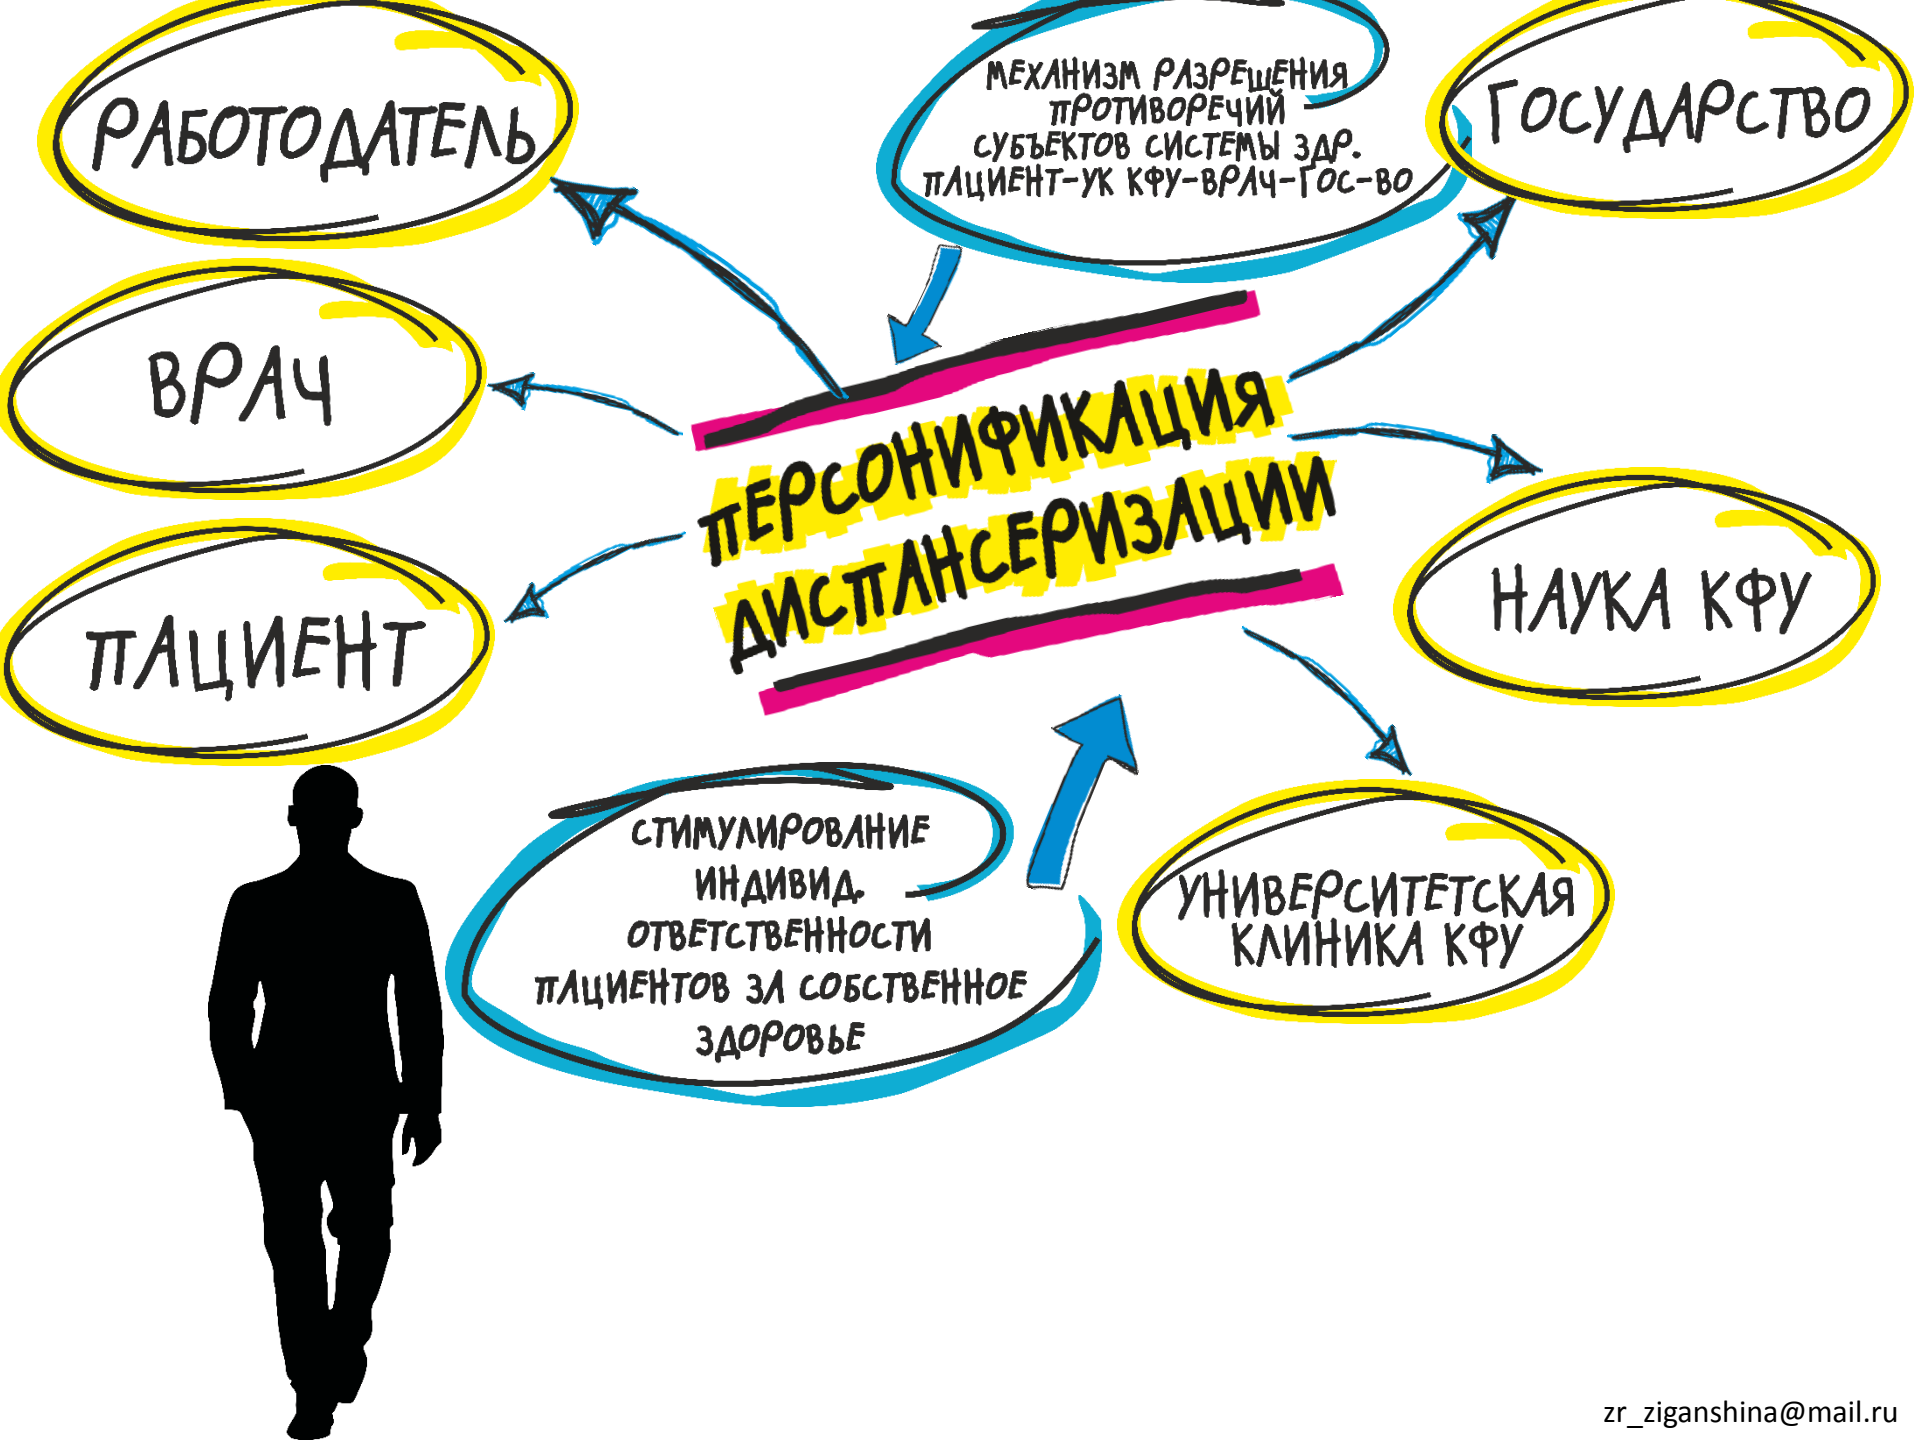 РАБОТОДАТЕЛЬ
МЕХАНИЗМ РАЗРЕШЕНИЯ
ПРОТИВОРЕЧИЙ
СУБЪЕКТОВ СИСТЕМЫ ЗДР.
ПАЦИЕНТ-УК КФУ-ВРАЧ-ГОС-ВО
ГОСУДАРСТВО
ВРАЧ
ПЕРСОНИФИКАЦИЯ
ДИСПАНСЕРИЗАЦИИ
ПАЦИЕНТ
НАУКА КФУ
СТИМУЛИРОВАНИЕ
ИНДИВИД.
ОТВЕТСТВЕННОСТИ
ПАЦИЕНТОВ ЗА СОБСТВЕННОЕ
ЗДОРОВЬЕ
УНИВЕРСИТЕТСКАЯ
КЛИНИКА КФУ
zr_ziganshina@mail.ru